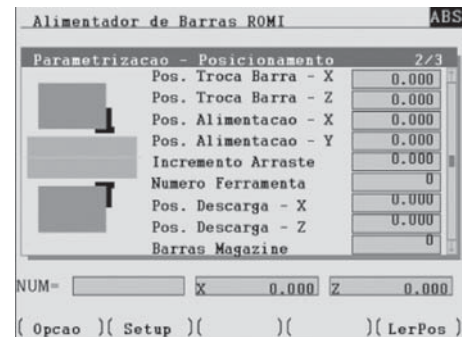 Alimentador de Barras ROMI ABS
Parametrizacao - Posicionamento 2/3
Pos. Troca Barra - X 0.000
Pos. Troca Barra - Z 0.000
Pos. Alimentacao - X 0.000
Pos. Alimentacao - Y 0.000
Incremento Arraste 0.000
Numero Ferramenta 0
Pos. Descarga - X 0.000
Pos. Descarga - Z 0.000
Barras Magazine 0
NUM= X 0.000 Z 0.000
( Opcao )( Setup )( )( )( LerPos )